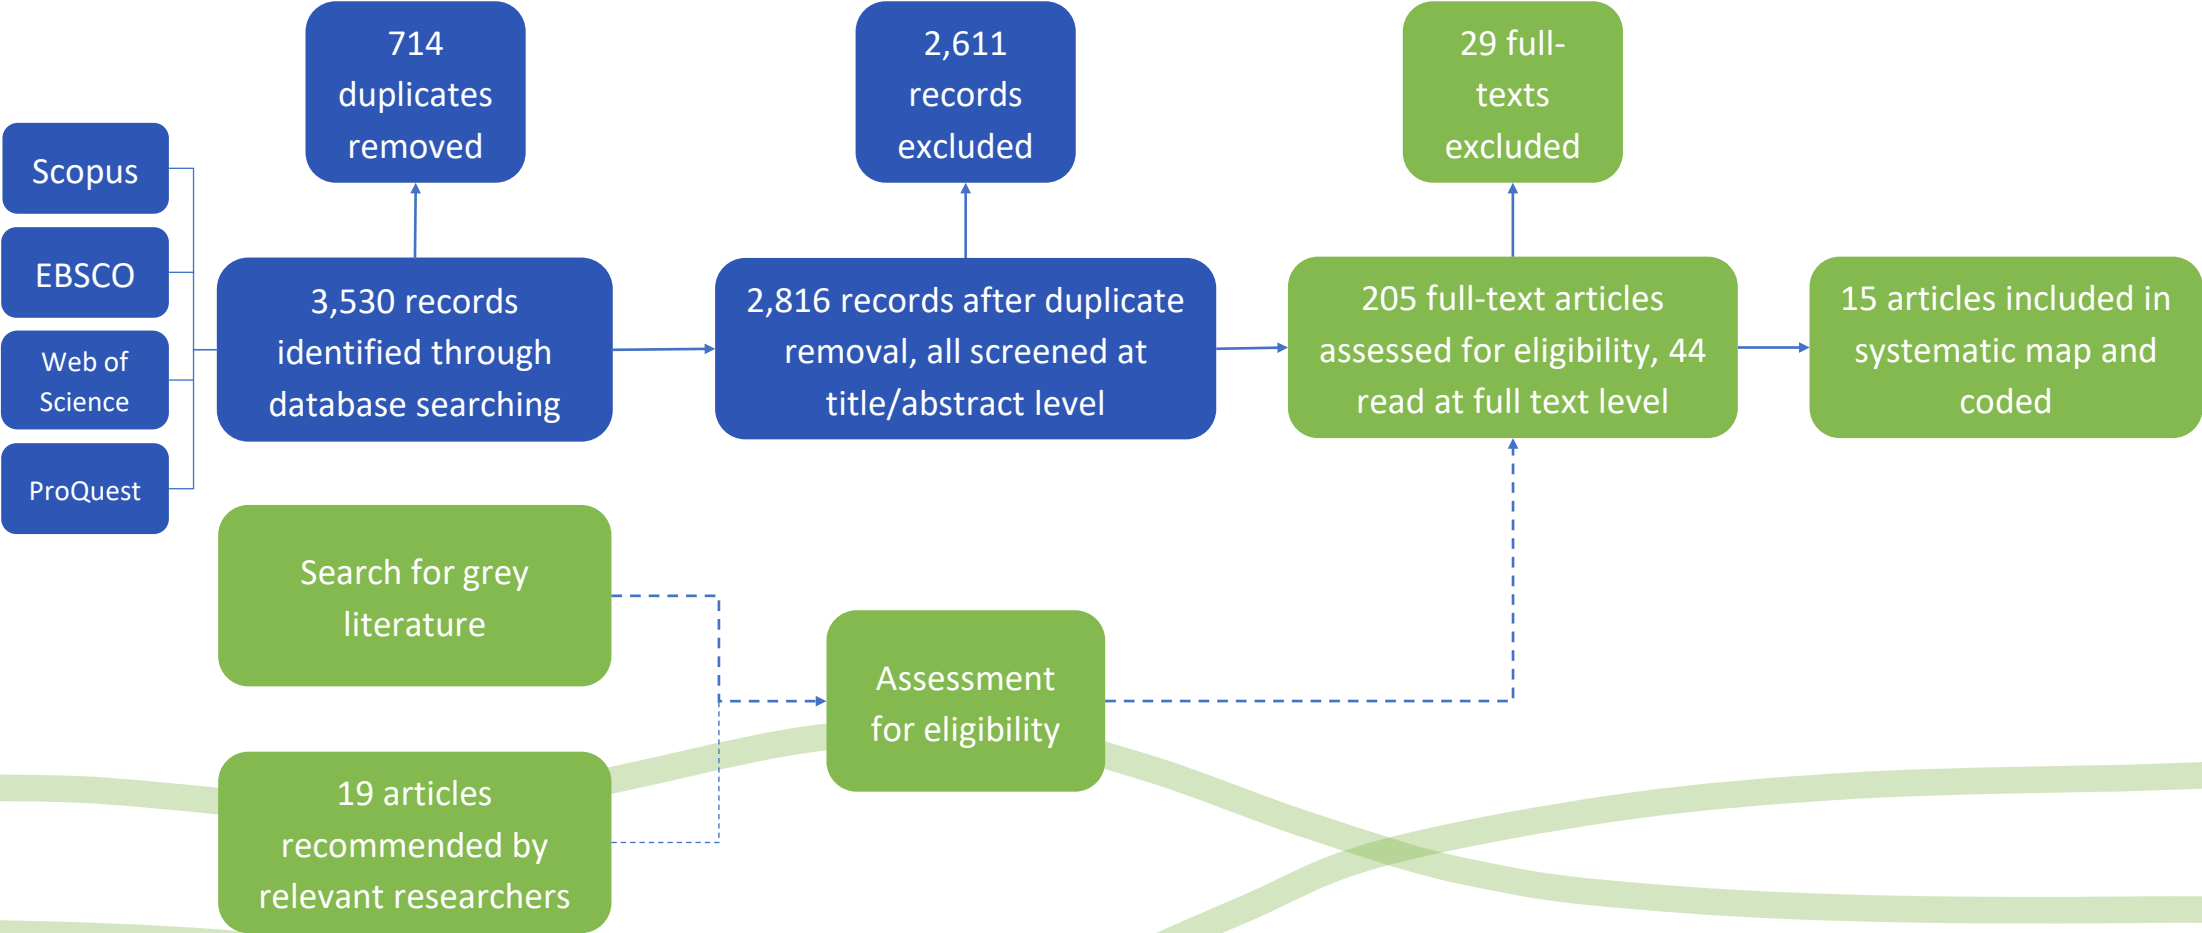 714
duplicates
removed
2,611
records
excluded
29 full-
texts
excluded
Scopus
EBSCO
Web of
Science
ProQuest
3,530 records
identified through
database searching
2,816 records after duplicate
removal, all screened at
title/abstract level
205 full-text articles
assessed for eligibility, 44
read at full text level
15 articles included in
systematic map and
coded
Search for grey
literature
Assessment
for eligibility
19 articles
recommended by
relevant researchers